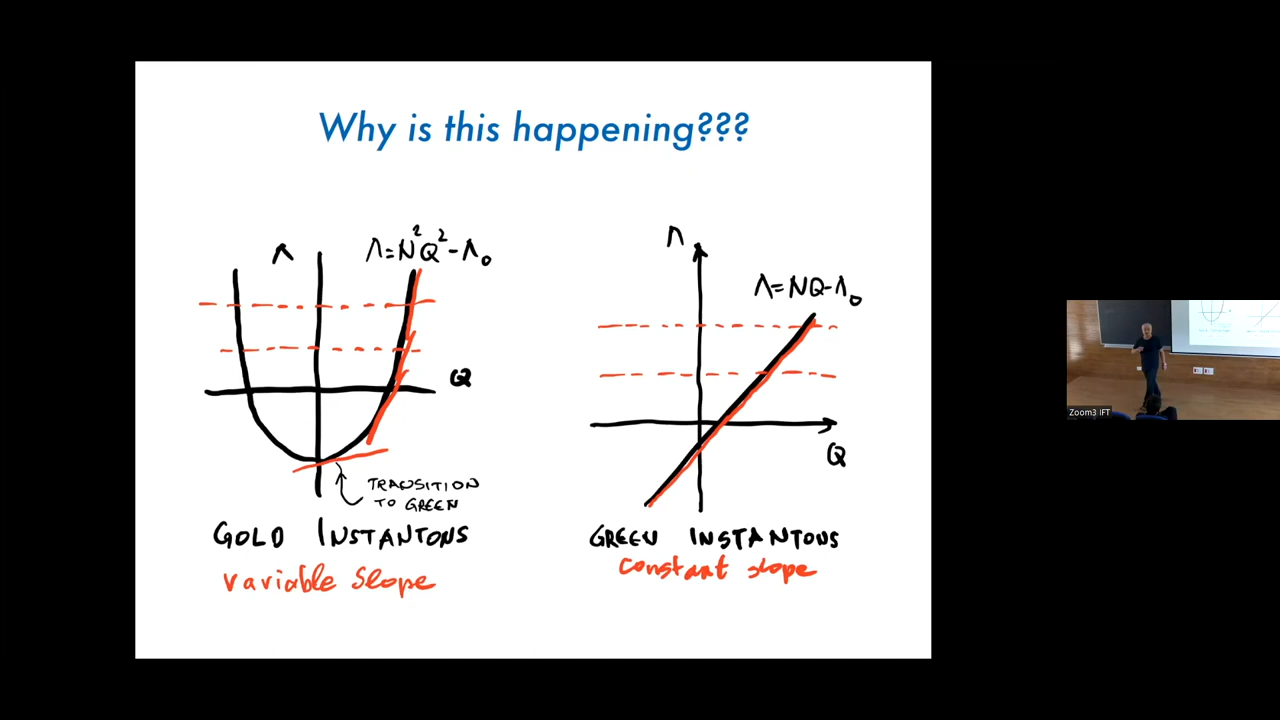 Why is this happening???
Λ
Λ=N²Q²-Λ₀
Q
TRANSITION
TO GREEN
GOLD INSTANTONS
variable slope
Λ
Λ=NQ-Λ₀
Q
GREEN INSTANTONS
constant slope
Zoom3 IFT